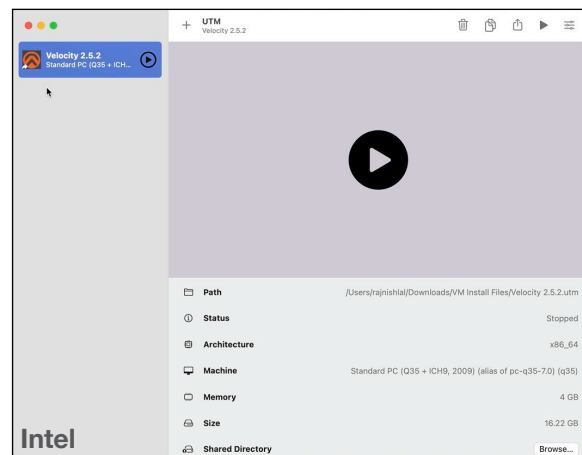 Velocity 2.5.2
Standard PC (Q35 + ICH...
UTM
Velocity 2.5.2
Path /Users/rajnishlal/Downloads/VM Install Files/Velocity 2.5.2.utm
Status Stopped
Architecture x86_64
Machine Standard PC (Q35 + ICH9, 2009) (alias of pc-q35-7.0) (q35)
Memory 4 GB
Size 16.22 GB
Shared Directory Browse...
Intel